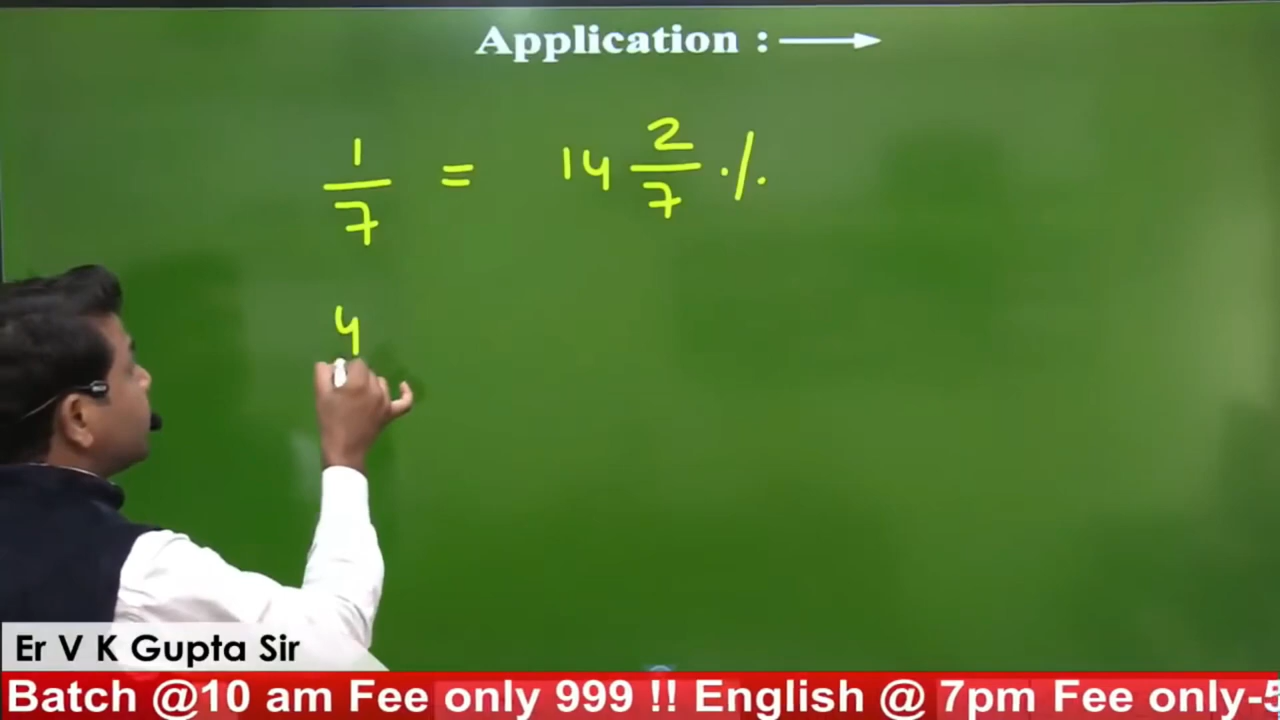 Application : →
1/7 = 14 2/7 %
4
Er V K Gupta Sir
Batch @10 am Fee only 999 !! English @ 7pm Fee only-5